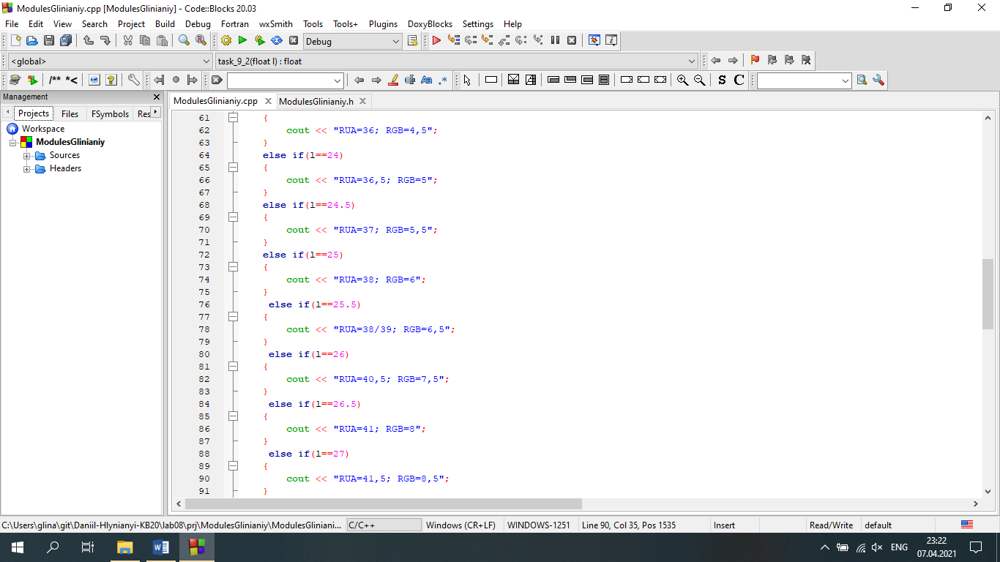 ModulesGlinianiy.cpp [ModulesGlinianiy] - Code::Blocks 20.03
File Edit View Search Project Build Debug Fortran wxSmith Tools Tools+ Plugins DoxyBlocks Settings Help
Debug
<global> task_9_2(float l) : float
/** *< .* S C
Management
ModulesGlinianiy.cpp ModulesGlinianiy.h
Projects Files FSymbols Res
Workspace
ModulesGlinianiy
Sources
Headers
61 {
62 cout << "RUA=36; RGB=4,5";
63 }
64 else if(l==24)
65 {
66 cout << "RUA=36,5; RGB=5";
67 }
68 else if(l==24.5)
69 {
70 cout << "RUA=37; RGB=5,5";
71 }
72 else if(l==25)
73 {
74 cout << "RUA=38; RGB=6";
75 }
76 else if(l==25.5)
77 {
78 cout << "RUA=38/39; RGB=6,5";
79 }
80 else if(l==26)
81 {
82 cout << "RUA=40,5; RGB=7,5";
83 }
84 else if(l==26.5)
85 {
86 cout << "RUA=41; RGB=8";
87 }
88 else if(l==27)
89 {
90 cout << "RUA=41,5; RGB=8,5";
91 }
C:\Users\glina\git\Daniil-Hlynianyi-KB20\lab08\prj\ModulesGlinianiy\ModulesGliniani... C/C++ Windows (CR+LF) WINDOWS-1251 Line 90, Col 35, Pos 1535 Insert Read/Write default
ENG 23:22
07.04.2021